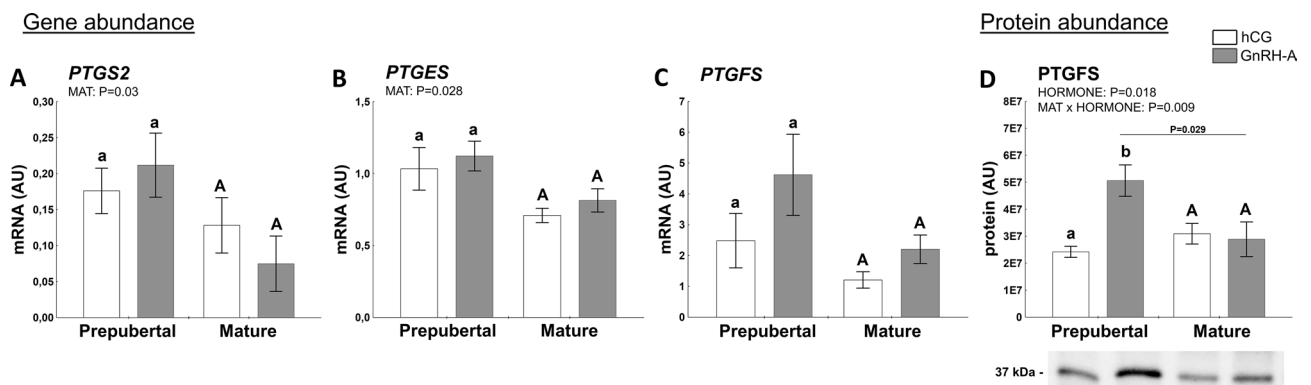 Gene abundance
Protein abundance
hCG
GnRH-A
A
PTGS2
MAT: P=0.03
mRNA (AU)
0,30
0,25
0,20
0,15
0,10
0,05
0,00
a
a
A
A
Prepubertal
Mature
B
PTGES
MAT: P=0.028
mRNA (AU)
1,5
1,0
0,5
0,0
a
a
A
A
Prepubertal
Mature
C
PTGFS
mRNA (AU)
7
6
5
4
3
2
1
0
a
a
A
A
Prepubertal
Mature
D
PTGFS
HORMONE: P=0.018
MAT x HORMONE: P=0.009
protein (AU)
8E7
7E7
6E7
5E7
4E7
3E7
2E7
1E7
0
P=0.029
a
b
A
A
Prepubertal
Mature
37 kDa -